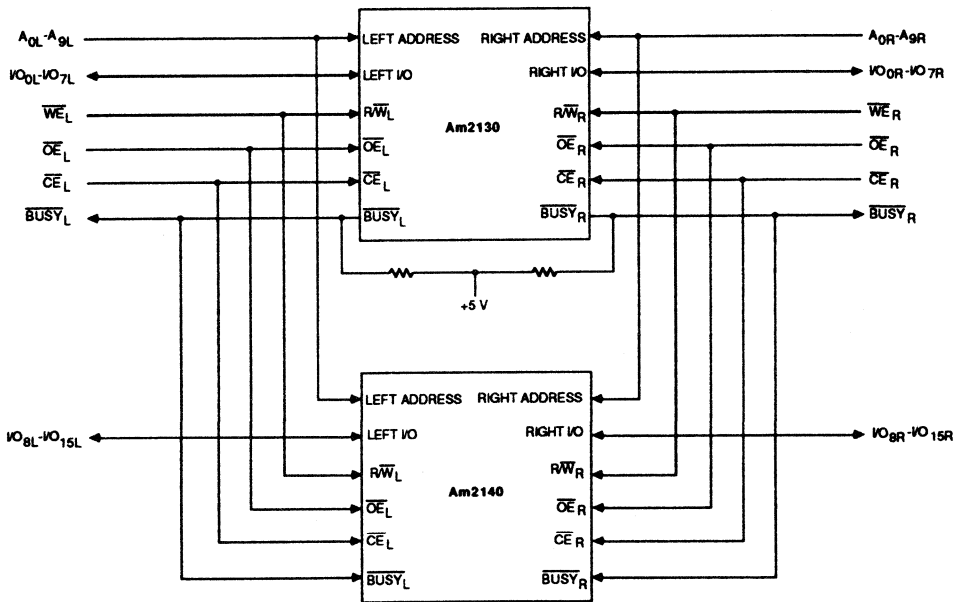 A0L-A9L
I/O0L-I/O7L
WEL
OEL
CEL
BUSYL
LEFT ADDRESS
LEFT I/O
R/WL
OEL
CEL
BUSYL
Am2130
RIGHT ADDRESS
RIGHT I/O
R/WR
OER
CER
BUSYR
A0R-A9R
I/O0R-I/O7R
WER
OER
CER
BUSYR
+5 V
I/O8L-I/O15L
LEFT ADDRESS
LEFT I/O
R/WL
OEL
CEL
BUSYL
Am2140
RIGHT ADDRESS
RIGHT I/O
R/WR
OER
CER
BUSYR
I/O8R-I/O15R